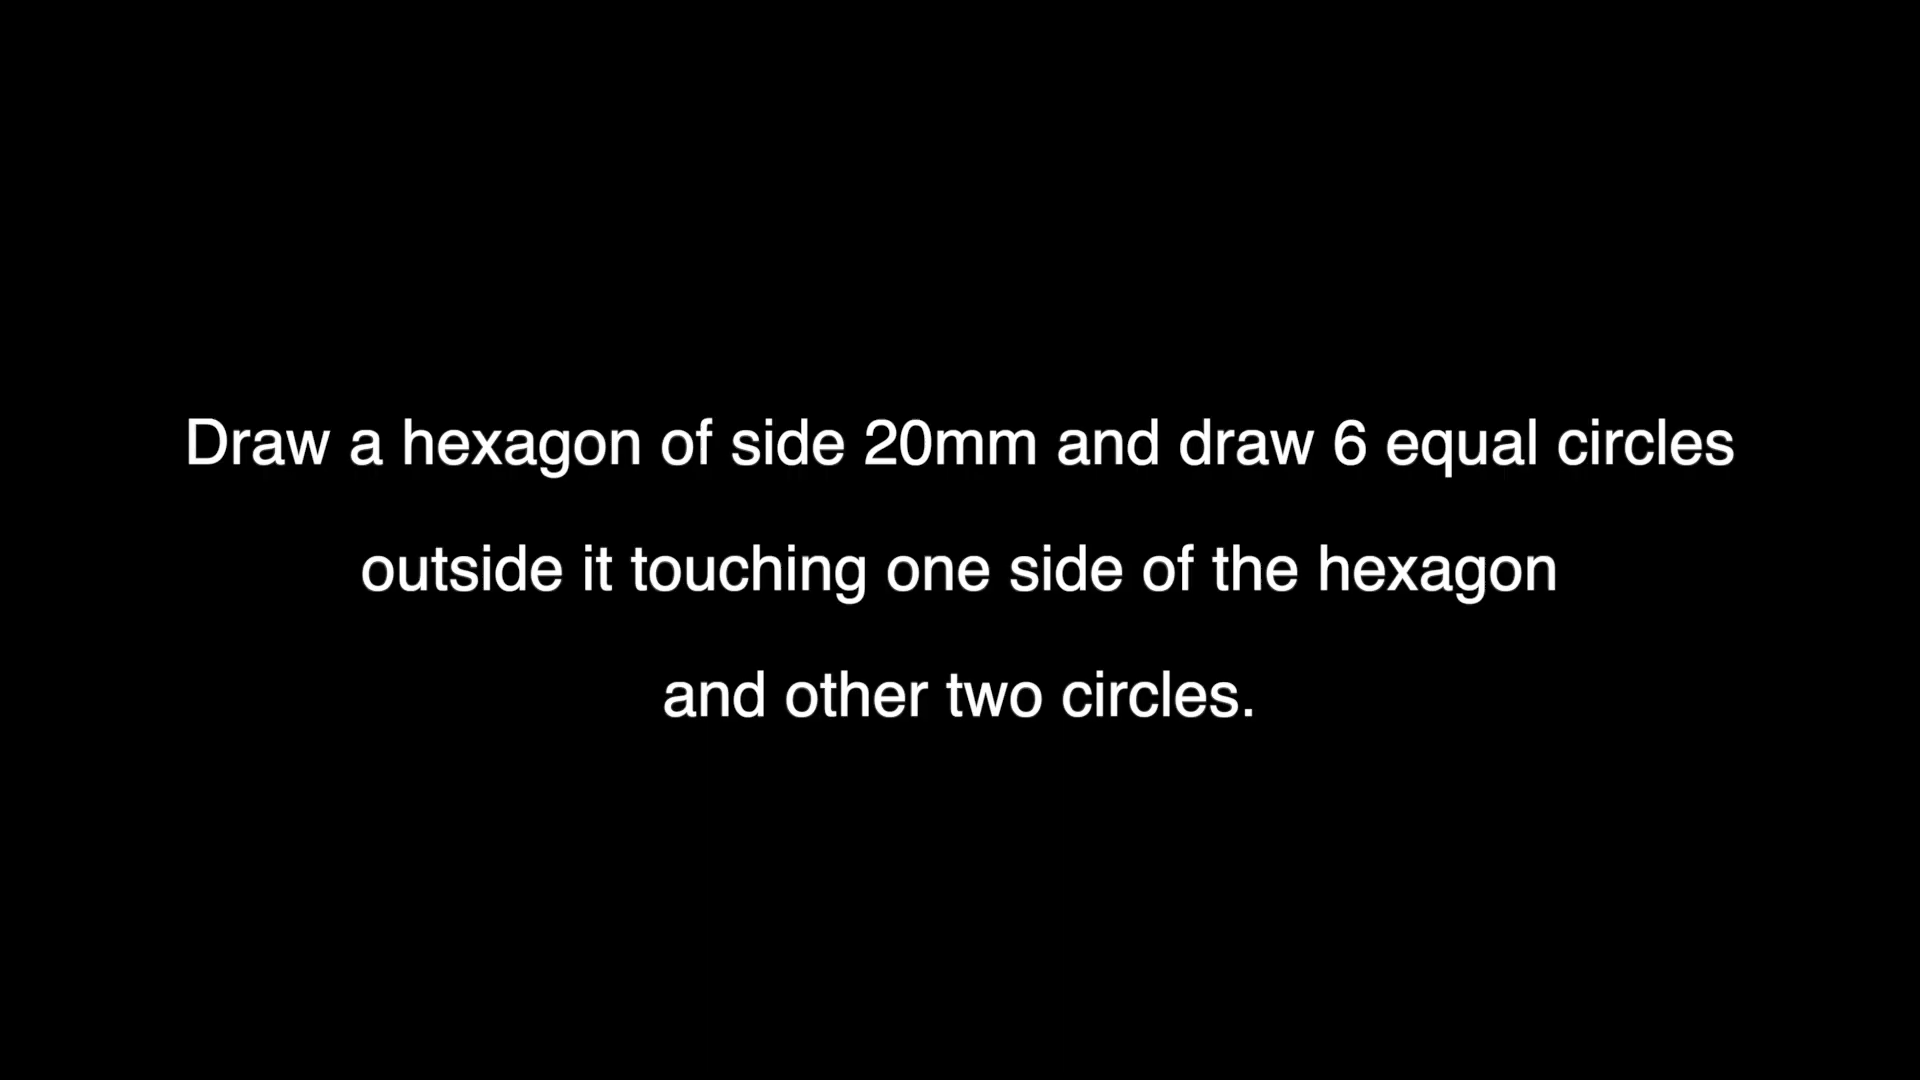 Draw a hexagon of side 20mm and draw 6 equal circles
outside it touching one side of the hexagon
and other two circles.